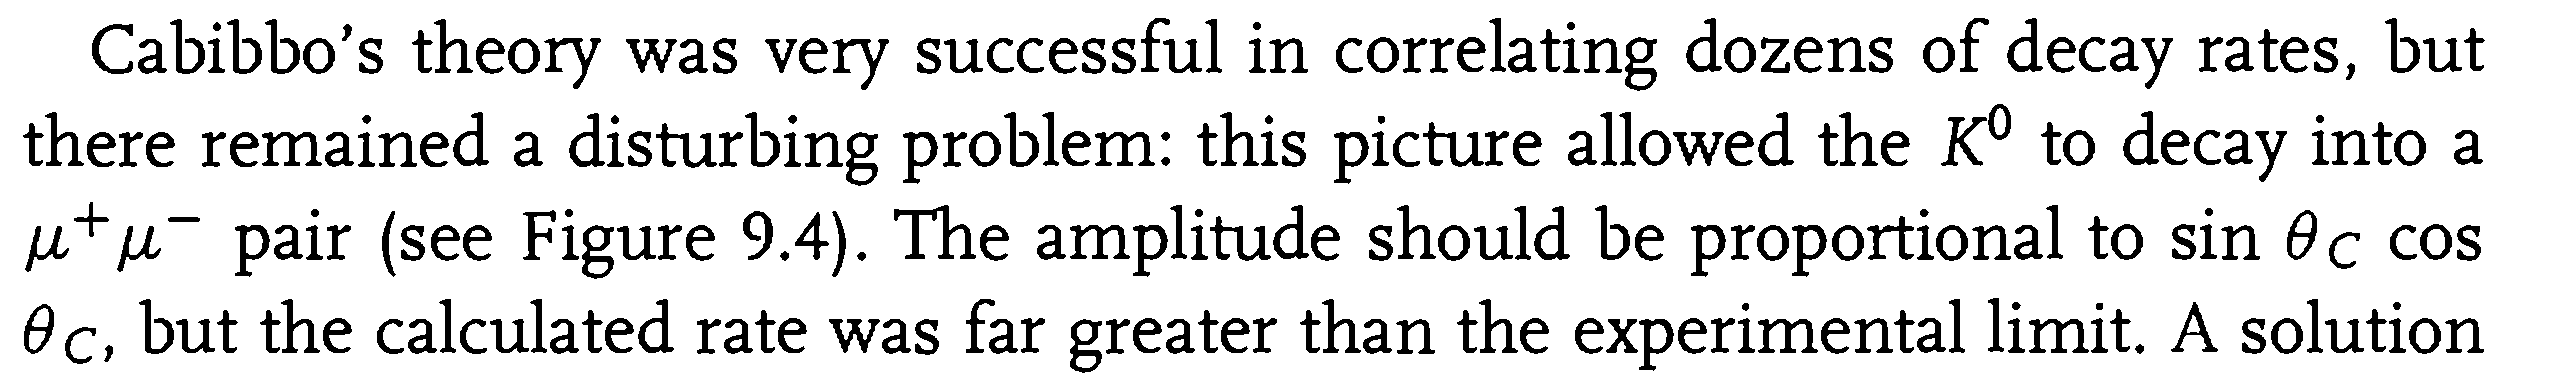 Cabibbo’s theory was very successful in correlating dozens of decay rates, but
there remained a disturbing problem: this picture allowed the K⁰ to decay into a
μ⁺μ⁻ pair (see Figure 9.4). The amplitude should be proportional to sin θ_C cos
θ_C, but the calculated rate was far greater than the experimental limit. A solution